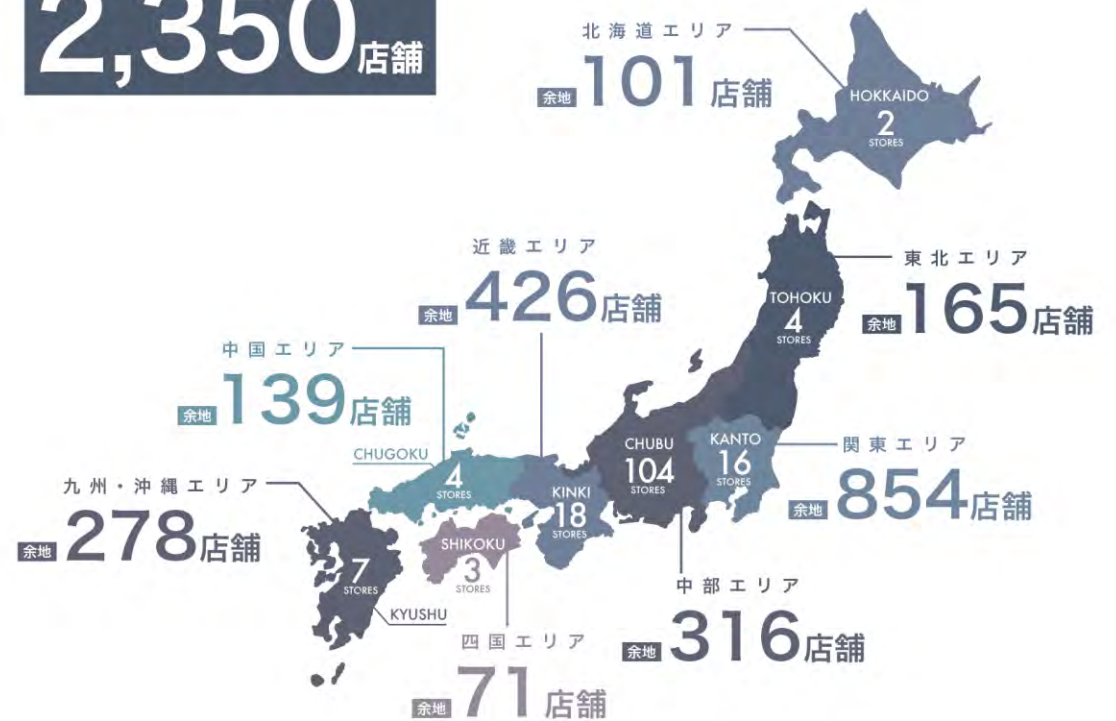 2,350店舗
北海道エリア
余地 101店舗
HOKKAIDO
2
STORES
近畿エリア
余地 426店舗
東北エリア
余地 165店舗
TOHOKU
4
STORES
中国エリア
余地 139店舗
CHUGOKU
4
STORES
CHUBU
104
STORES
KANTO
16
STORES
関東エリア
余地 854店舗
九州・沖縄エリア
余地 278店舗
KINKI
18
STORES
SHIKOKU
3
STORES
7
STORES
KYUSHU
中部エリア
余地 316店舗
四国エリア
余地 71店舗